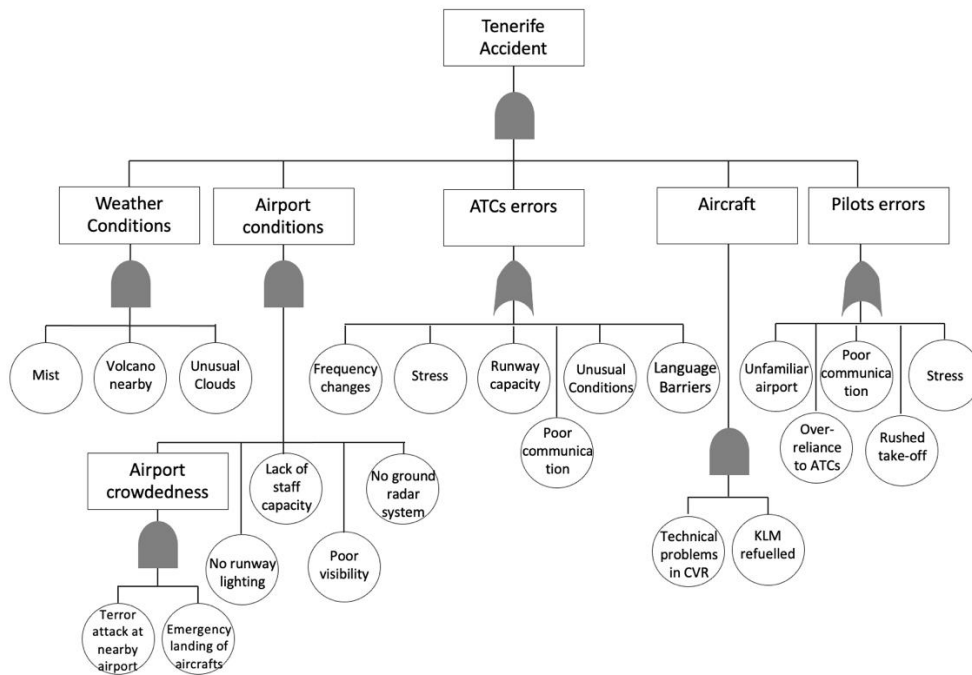 Tenerife
Accident
Weather
Conditions
Airport
conditions
ATCs errors
Aircraft
Pilots errors
Mist
Volcano
nearby
Unusual
Clouds
Frequency
changes
Stress
Runway
capacity
Unusual
Conditions
Language
Barriers
Poor
communica
tion
Unfamiliar
airport
Poor
communica
tion
Stress
Over-
reliance
to ATCs
Rushed
take-off
Airport
crowdedness
Lack of
staff
capacity
No ground
radar
system
No runway
lighting
Poor
visibility
Technical
problems
in CVR
KLM
refuelled
Terror
attack at
nearby
airport
Emergency
landing of
aircrafts